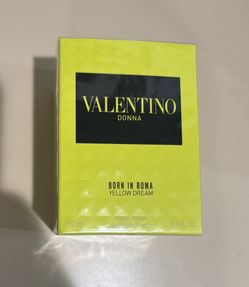 VALENTINO
DONNA
BORN IN ROMA
YELLOW DREAM